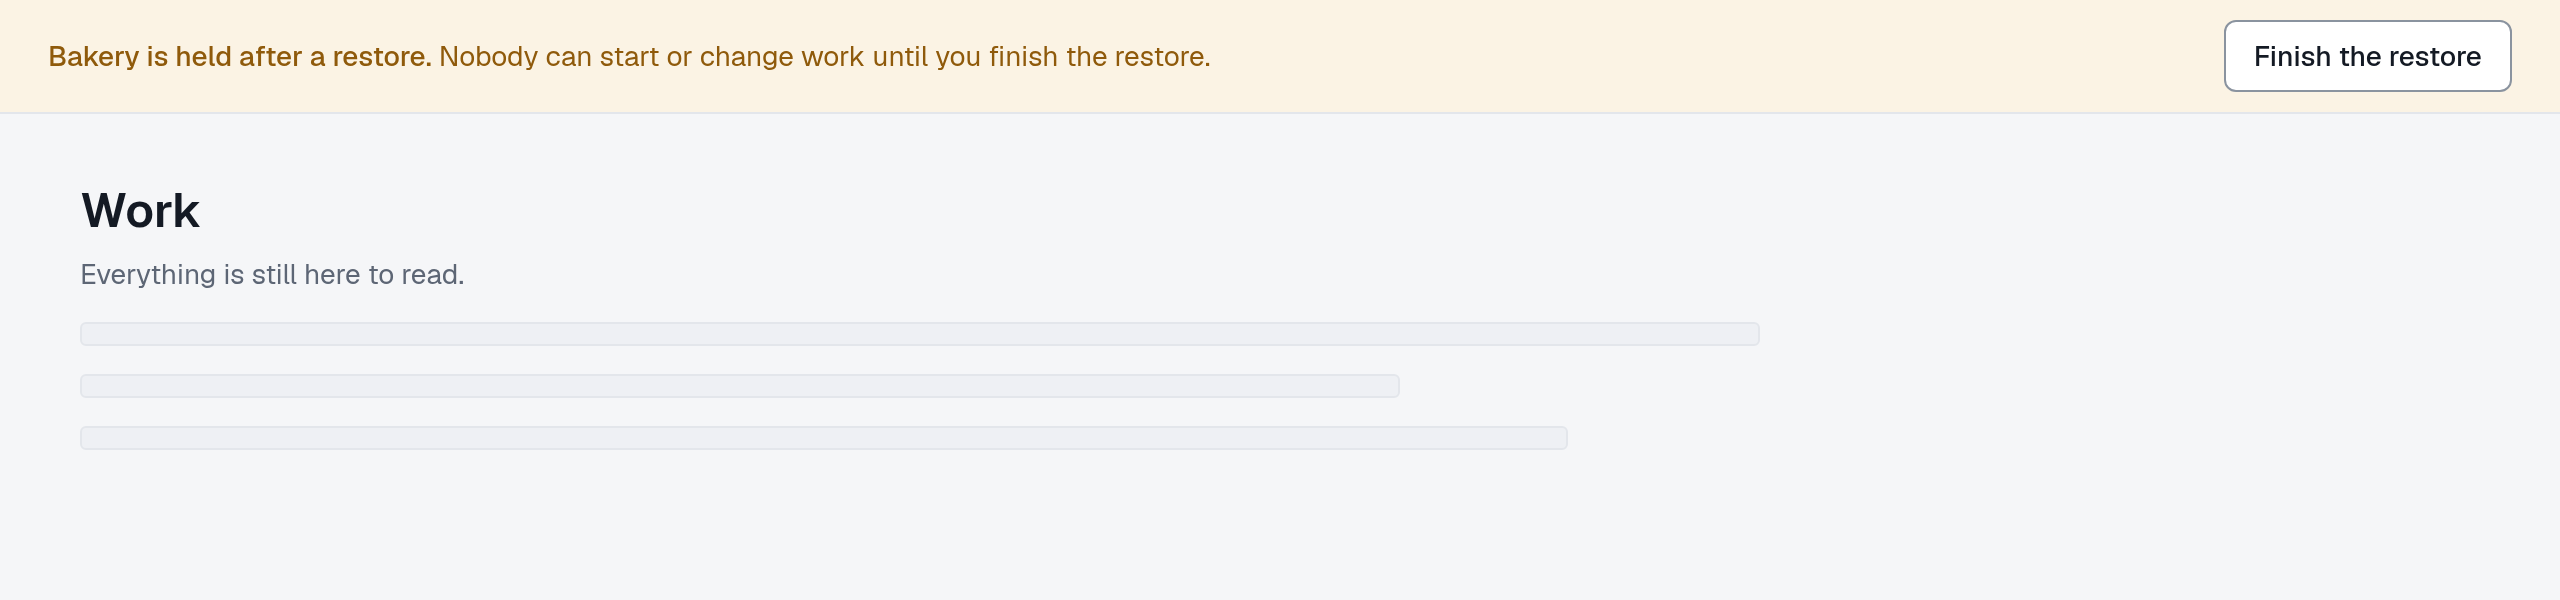 Bakery is held after a restore. Nobody can start or change work until you finish the restore.
Finish the restore
Work
Everything is still here to read.